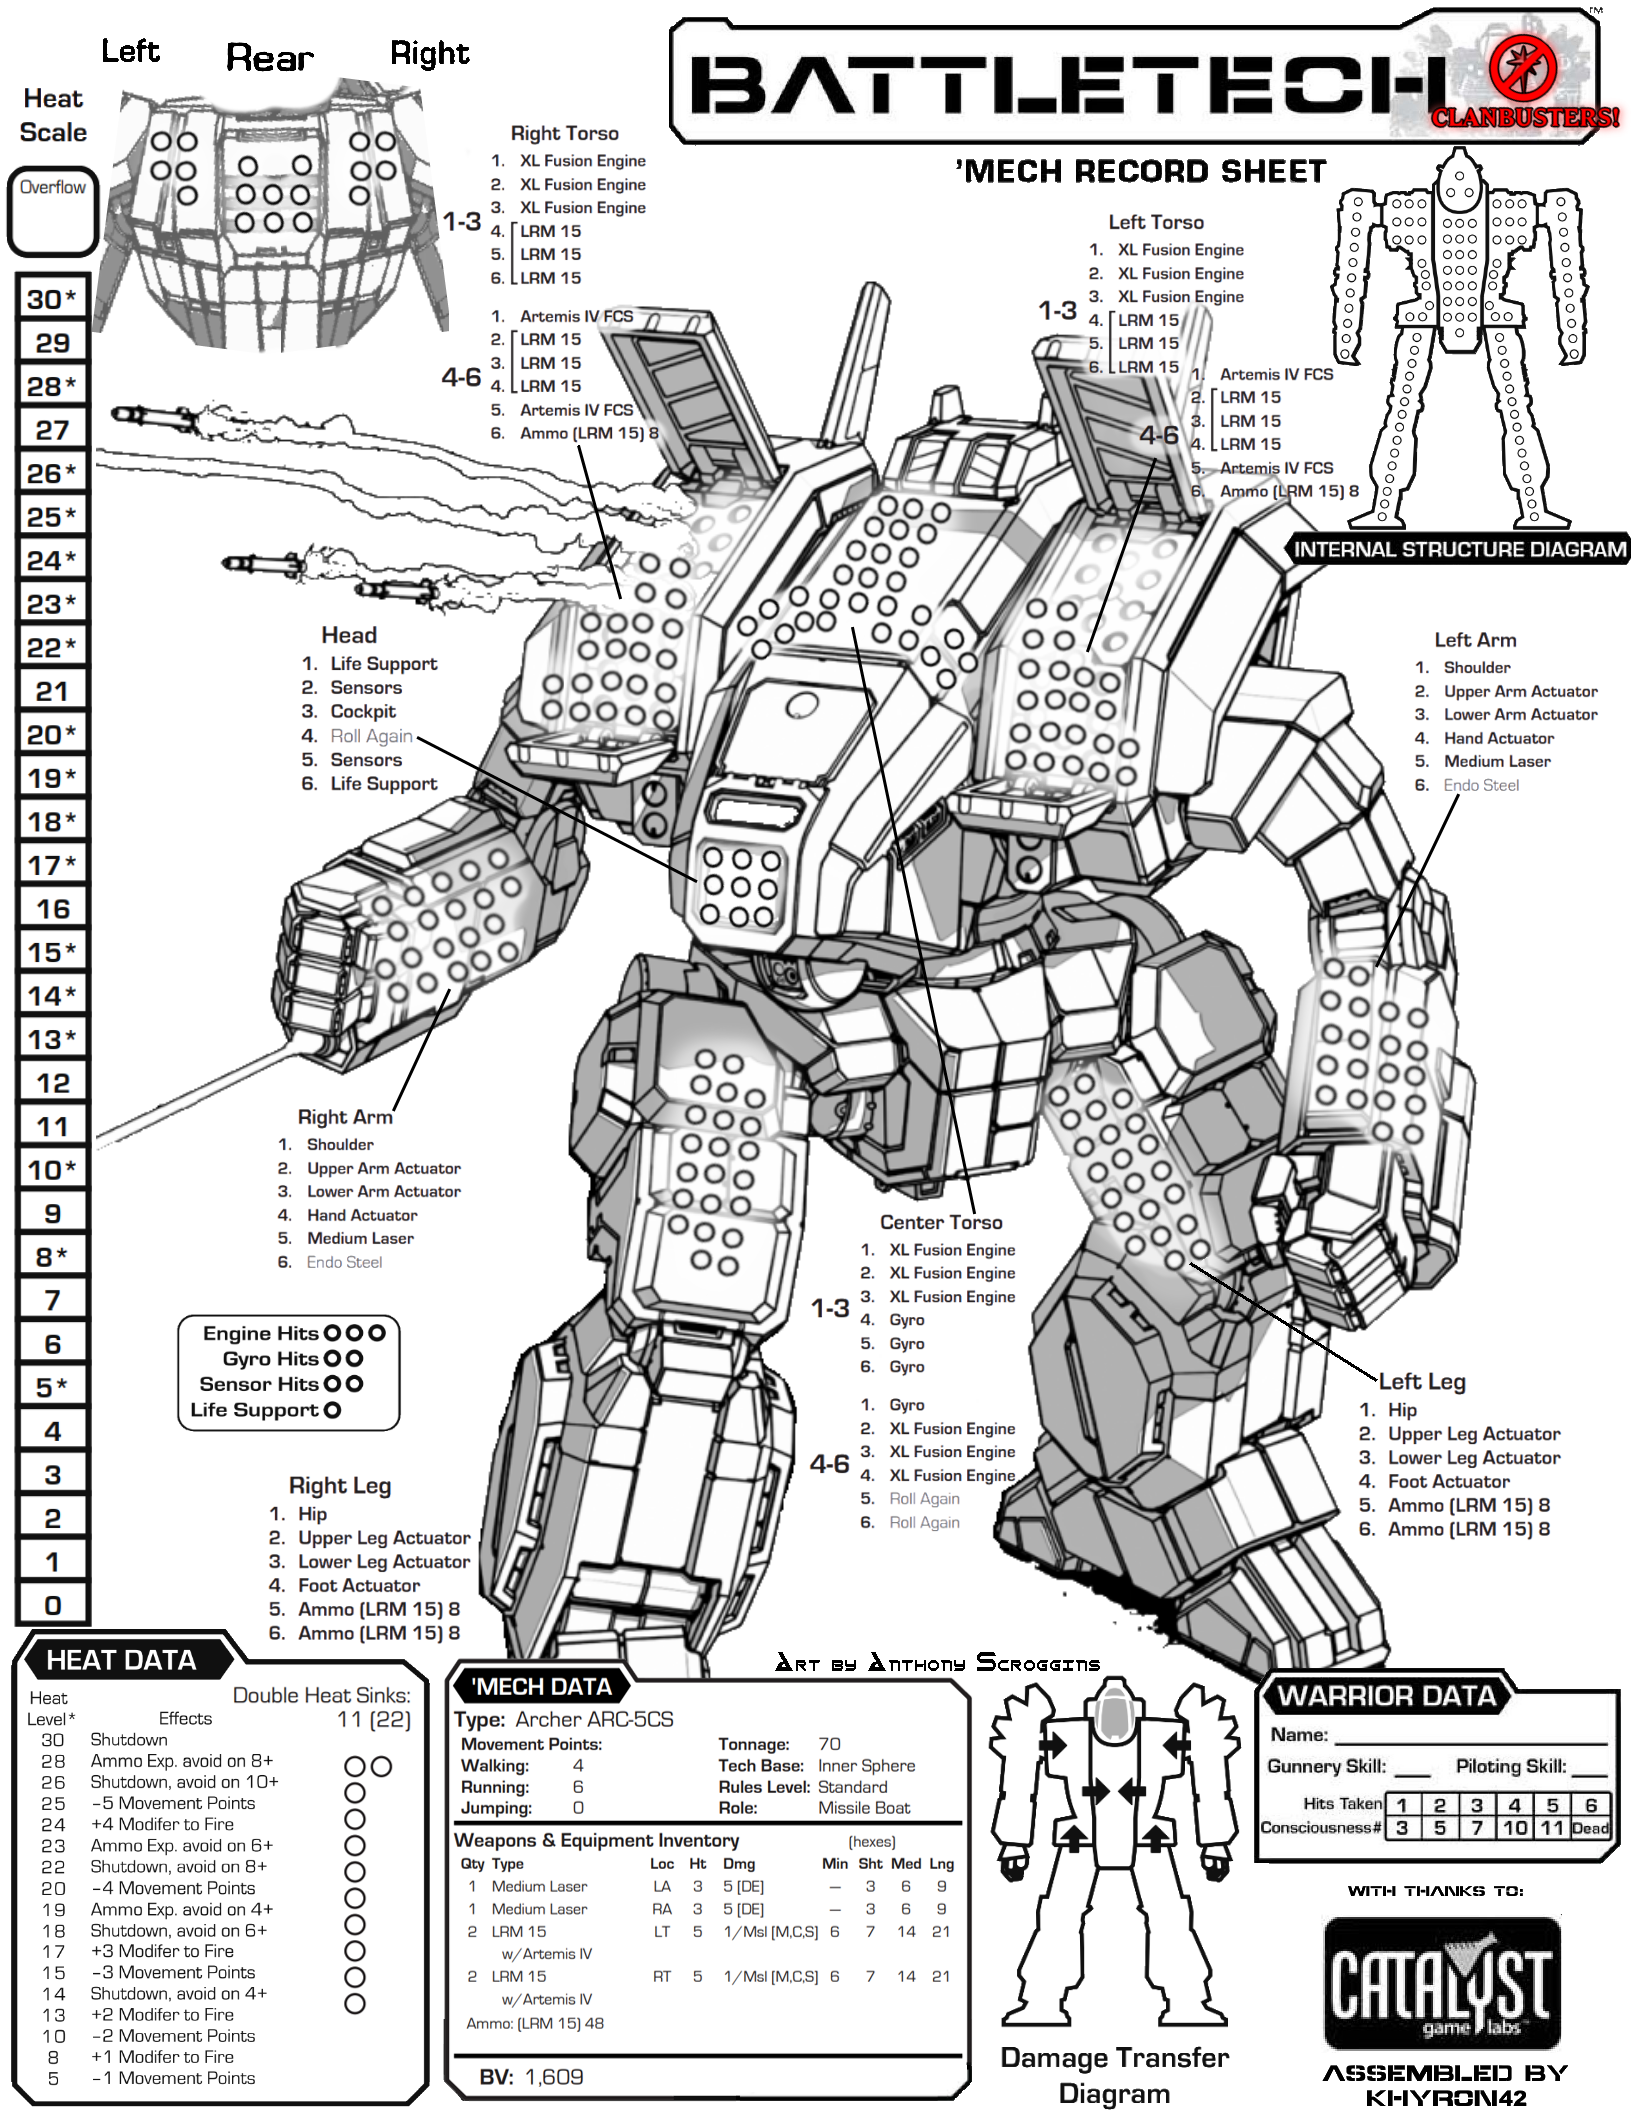 Left Rear Right
Heat
Scale
Overflow
30*
29
28*
27
26*
25*
24*
23*
22*
21
20*
19*
18*
17*
16
15*
14*
13*
12
11
10*
9
8*
7
6
5*
4
3
2
1
0
BATTLETECH
TM
CLANBUSTERS!
'MECH RECORD SHEET
Right Torso
1. XL Fusion Engine
2. XL Fusion Engine
3. XL Fusion Engine
1-3
4. LRM 15
5. LRM 15
6. LRM 15
1. Artemis IV FCS
2. LRM 15
3. LRM 15
4-6
4. LRM 15
5. Artemis IV FCS
6. Ammo (LRM 15) 8
Left Torso
1. XL Fusion Engine
2. XL Fusion Engine
3. XL Fusion Engine
1-3
4. LRM 15
5. LRM 15
6. LRM 15
1. Artemis IV FCS
2. LRM 15
3. LRM 15
4-6
4. LRM 15
5. Artemis IV FCS
6. Ammo (LRM 15) 8
INTERNAL STRUCTURE DIAGRAM
Head
1. Life Support
2. Sensors
3. Cockpit
4. Roll Again
5. Sensors
6. Life Support
Left Arm
1. Shoulder
2. Upper Arm Actuator
3. Lower Arm Actuator
4. Hand Actuator
5. Medium Laser
6. Endo Steel
Right Arm
1. Shoulder
2. Upper Arm Actuator
3. Lower Arm Actuator
4. Hand Actuator
5. Medium Laser
6. Endo Steel
Center Torso
1. XL Fusion Engine
2. XL Fusion Engine
3. XL Fusion Engine
1-3
4. Gyro
5. Gyro
6. Gyro
1. Gyro
2. XL Fusion Engine
3. XL Fusion Engine
4-6
4. XL Fusion Engine
5. Roll Again
6. Roll Again
Engine Hits
Gyro Hits
Sensor Hits
Life Support
Left Leg
1. Hip
2. Upper Leg Actuator
3. Lower Leg Actuator
4. Foot Actuator
5. Ammo (LRM 15) 8
6. Ammo (LRM 15) 8
Right Leg
1. Hip
2. Upper Leg Actuator
3. Lower Leg Actuator
4. Foot Actuator
5. Ammo (LRM 15) 8
6. Ammo (LRM 15) 8
HEAT DATA
Heat Level* Effects
Double Heat Sinks:
11 (22)
30 Shutdown
28 Ammo Exp. avoid on 8+
26 Shutdown, avoid on 10+
25 -5 Movement Points
24 +4 Modifer to Fire
23 Ammo Exp. avoid on 6+
22 Shutdown, avoid on 8+
20 -4 Movement Points
19 Ammo Exp. avoid on 4+
18 Shutdown, avoid on 6+
17 +3 Modifer to Fire
15 -3 Movement Points
14 Shutdown, avoid on 4+
13 +2 Modifer to Fire
10 -2 Movement Points
8 +1 Modifer to Fire
5 -1 Movement Points
'MECH DATA
Type: Archer ARC-5CS
Movement Points: Tonnage: 70
Walking: 4 Tech Base: Inner Sphere
Running: 6 Rules Level: Standard
Jumping: 0 Role: Missile Boat
Weapons & Equipment Inventory (hexes)
Qty Type Loc Ht Dmg Min Sht Med Lng
1 Medium Laser LA 3 5 [DE] — 3 6 9
1 Medium Laser RA 3 5 [DE] — 3 6 9
2 LRM 15 LT 5 1/Msl [M,C,S] 6 7 14 21
w/Artemis IV
2 LRM 15 RT 5 1/Msl [M,C,S] 6 7 14 21
w/Artemis IV
Ammo: (LRM 15) 48
BV: 1,609
Art by Anthony Scroggins
Damage Transfer
Diagram
WARRIOR DATA
Name:
Gunnery Skill: Piloting Skill:
Hits Taken 1 2 3 4 5 6
Consciousness# 3 5 7 10 11 Dead
WITH THANKS TO:
CATALYST
game labs
ASSEMBLED BY
KHYRON42